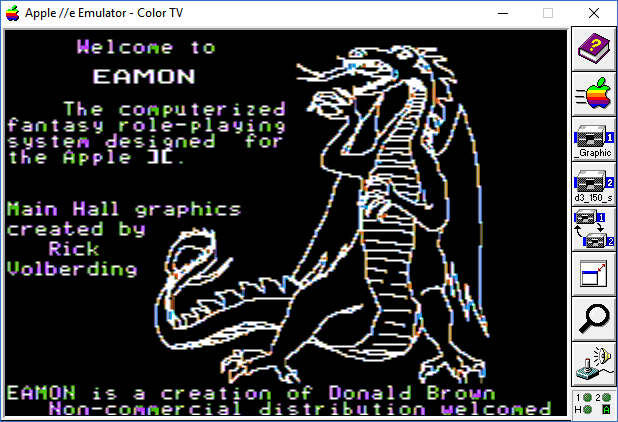 Apple //e Emulator - Color TV
Welcome to
EAMON
The computerized
fantasy role-playing
system designed for
the Apple ][.
Main Hall graphics
created by
Rick
Volberding
EAMON is a creation of Donald Brown
Non-commercial distribution welcomed
?
1
_Graphic
2
d3_150_s
1
2
1 2
H A